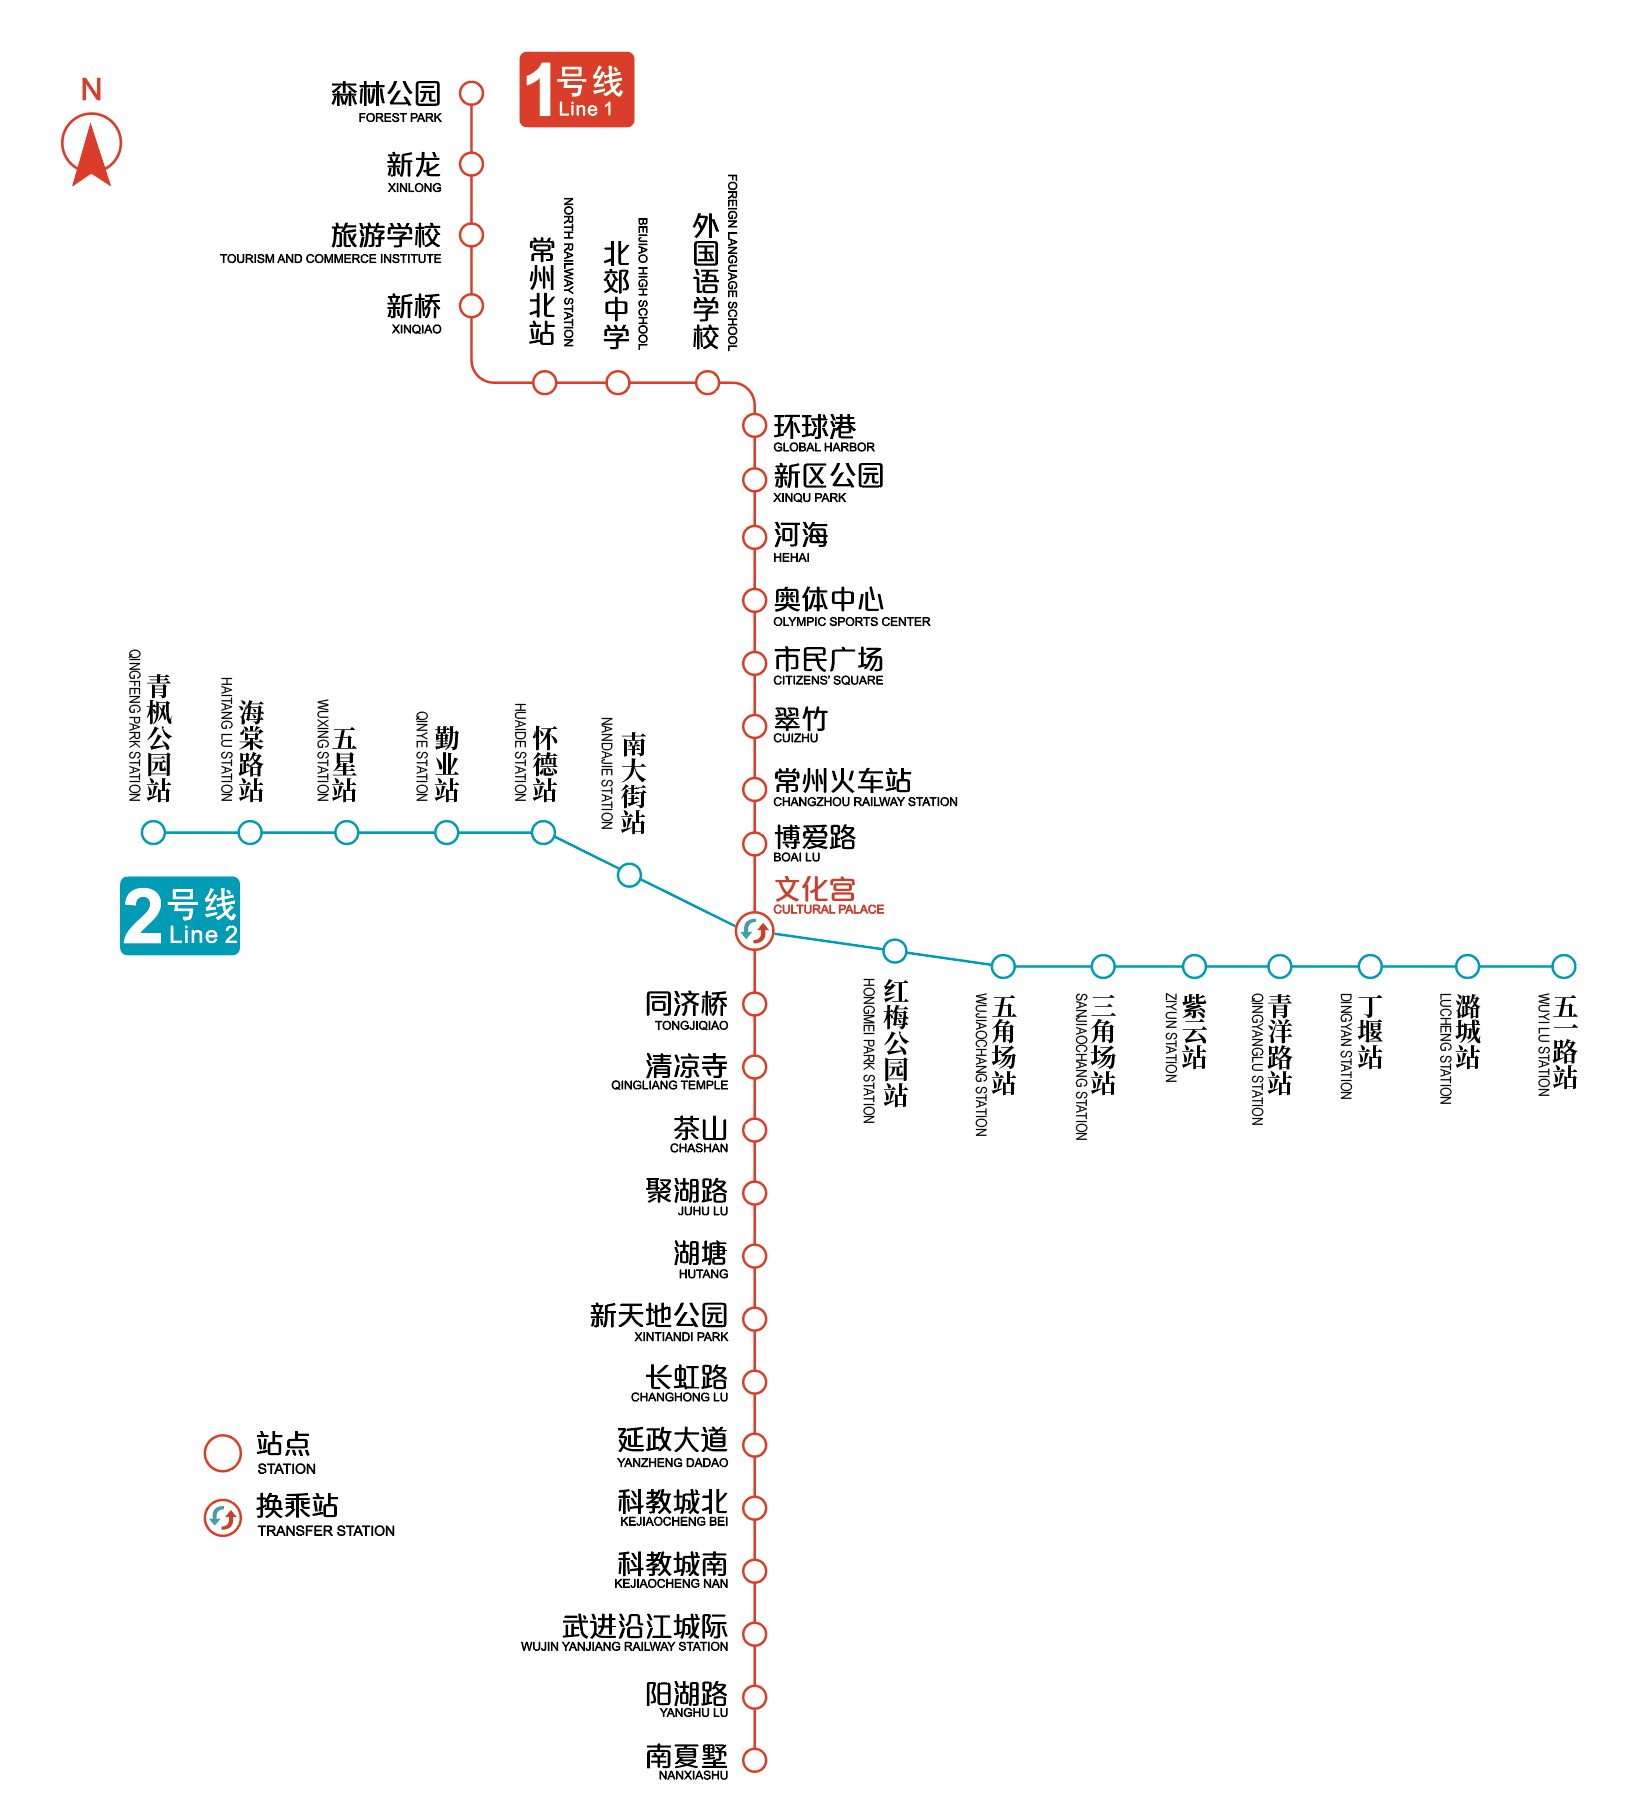 N
1号线
Line 1
森林公园
FOREST PARK
新龙
XINLONG
旅游学校
TOURISM AND COMMERCE INSTITUTE
新桥
XINQIAO
常州北站
NORTH RAILWAY STATION
北郊中学
BEIJIAO HIGH SCHOOL
外国语学校
FOREIGN LANGUAGE SCHOOL
环球港
GLOBAL HARBOR
新区公园
XINQU PARK
河海
HEHAI
奥体中心
OLYMPIC SPORTS CENTER
市民广场
CITIZENS' SQUARE
翠竹
CUIZHU
常州火车站
CHANGZHOU RAILWAY STATION
博爱路
BOAI LU
文化宫
CULTURAL PALACE
青枫公园站
QINGFENG PARK STATION
海棠路站
HAITANG LU STATION
五星站
WUXING STATION
勤业站
QINYE STATION
怀德站
HUAIDE STATION
南大街站
NANDAJIE STATION
2号线
Line 2
红梅公园站
HONGMEI PARK STATION
五角场站
WUJIAOCHANG STATION
三角场站
SANJIAOCHANG STATION
紫云站
ZIYUN STATION
青洋路站
QINGYANGLU STATION
丁堰站
DINGYAN STATION
潞城站
LUCHENG STATION
五一路站
WUYI LU STATION
同济桥
TONGJIQIAO
清凉寺
QINGLIANG TEMPLE
茶山
CHASHAN
聚湖路
JUHU LU
湖塘
HUTANG
新天地公园
XINTIANDI PARK
长虹路
CHANGHONG LU
延政大道
YANZHENG DADAO
科教城北
KEJIAOCHENG BEI
科教城南
KEJIAOCHENG NAN
武进沿江城际
WUJIN YANJIANG RAILWAY STATION
阳湖路
YANGHU LU
南夏墅
NANXIASHU
站点
STATION
换乘站
TRANSFER STATION